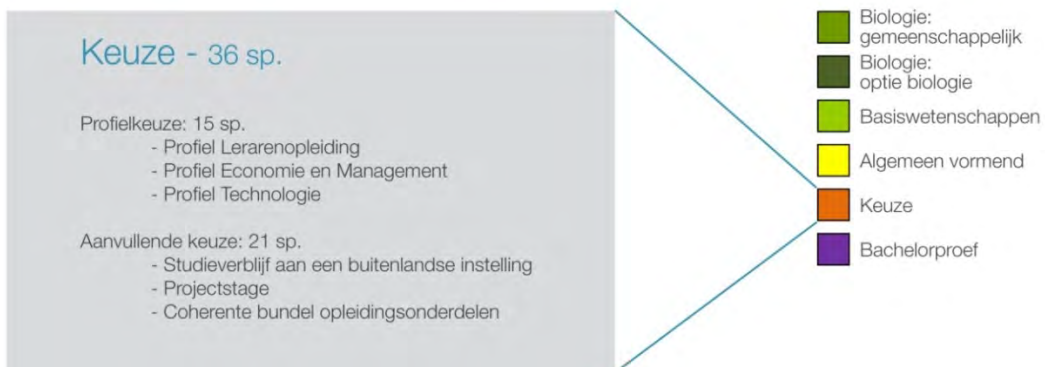 Keuze - 36 sp.
Profielkeuze: 15 sp.
- Profiel Lerarenopleiding
- Profiel Economie en Management
- Profiel Technologie
Aanvullende keuze: 21 sp.
- Studieverblijf aan een buitenlandse instelling
- Projectstage
- Coherente bundel opleidingsonderdelen
Biologie:
gemeenschappelijk
Biologie:
optie biologie
Basiswetenschappen
Algemeen vormend
Keuze
Bachelorproef